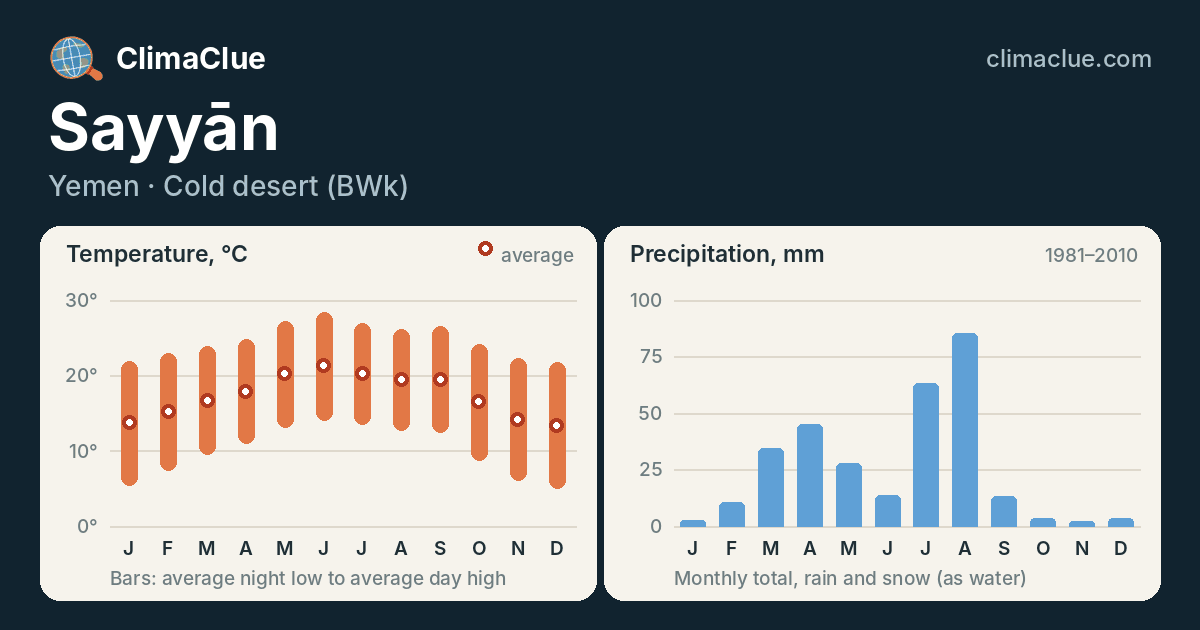 ClimaClue
climaclue.com
Sayyān
Yemen · Cold desert (BWk)
Temperature, °C
average
30°
20°
10°
0°
J F M A M J J A S O N D
Bars: average night low to average day high
Precipitation, mm
1981–2010
100
75
50
25
0
J F M A M J J A S O N D
Monthly total, rain and snow (as water)